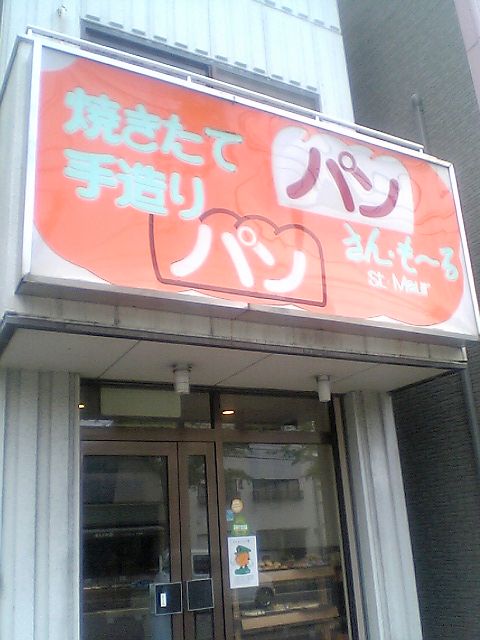 焼きたて
手造り
パン
パン
さん・も〜る
St. Maur